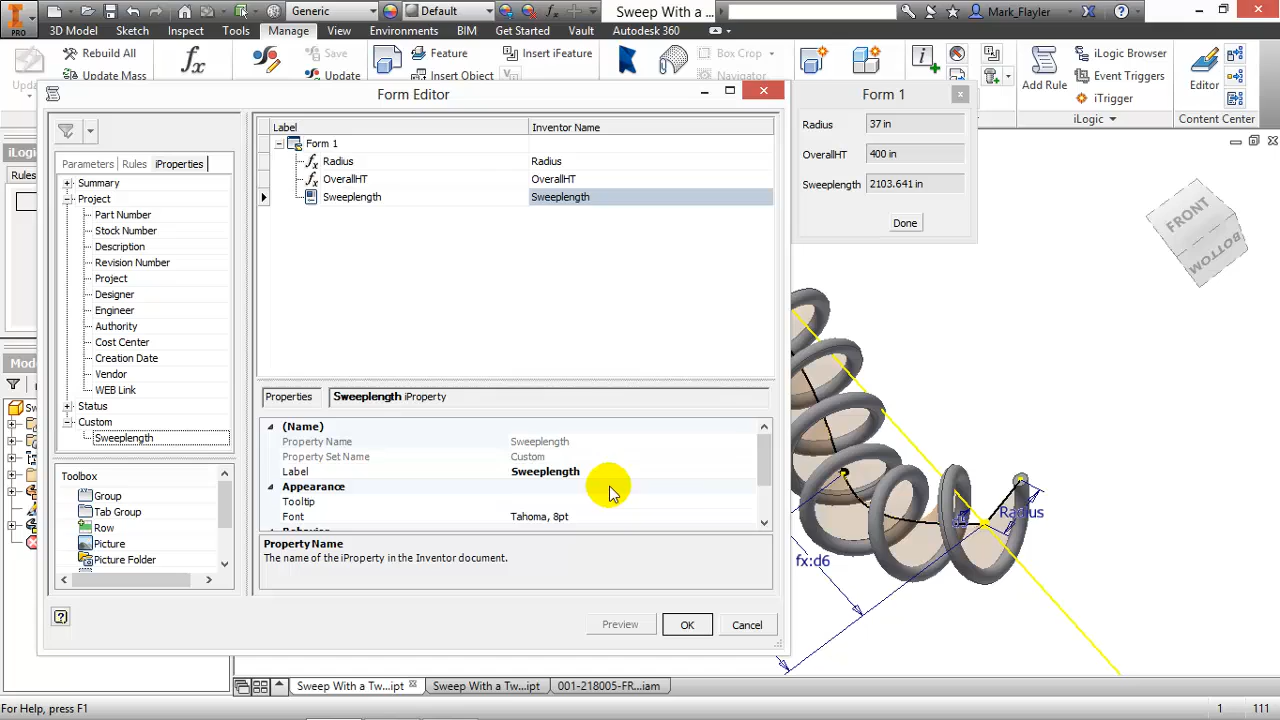 Generic
Default
Sweep With a ...
Mark_Flayler
PRO
3D Model
Sketch
Inspect
Tools
Manage
View
Environments
BIM
Get Started
Vault
Autodesk 360
Rebuild All
Update Mass
fx
Save
Update
Feature
Insert Object
Insert iFeature
Box Crop
Add Rule
iLogic Browser
Event Triggers
iTrigger
iLogic
Editor
Content Center
Form Editor
Parameters
Rules
iProperties
Summary
Project
Part Number
Stock Number
Description
Revision Number
Project
Designer
Engineer
Authority
Cost Center
Creation Date
Vendor
WEB Link
Status
Custom
Sweeplength
Toolbox
Group
Tab Group
Row
Picture
Picture Folder
Label
Inventor Name
Form 1
Radius
Radius
OverallHT
OverallHT
Sweeplength
Sweeplength
Properties
Sweeplength iProperty
(Name)
Property Name
Sweeplength
Property Set Name
Custom
Label
Sweeplength
Appearance
Tooltip
Font
Tahoma, 8pt
Property Name
The name of the iProperty in the Inventor document.
Preview
OK
Cancel
Form 1
Radius
37 in
OverallHT
400 in
Sweeplength
2103.641 in
Done
FRONT
BOTTOM
Radius
fx:d6
iLo
Rules
Mod
Sweep With a Tw...ipt
Sweep With a Tw...ipt
001-218005-FR...iam
For Help, press F1
1
111